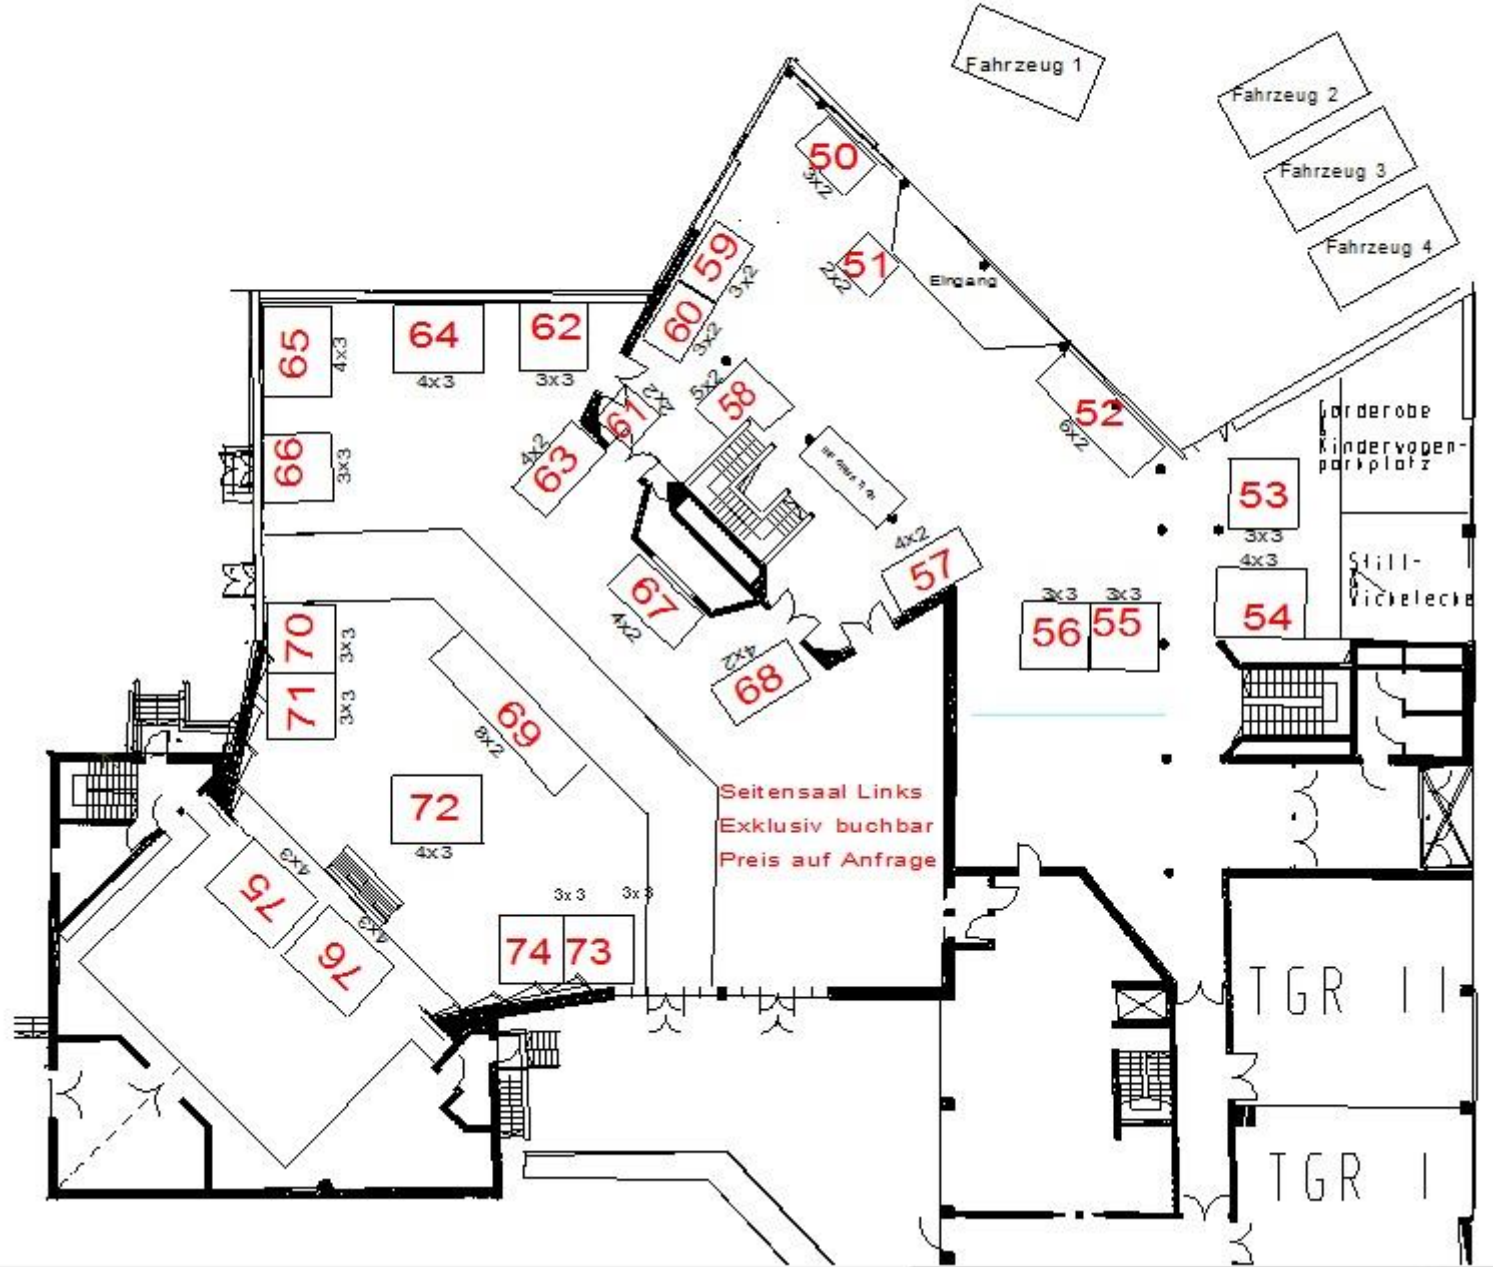 Fahrzeug 1
Fahrzeug 2
Fahrzeug 3
Fahrzeug 4
50
3x2
59
3x2
51
2x2
Eingang
60
3x2
65
4x3
64
4x3
62
3x3
61
4x2
58
5x2
52
6x2
Garderobe
&
Kinderwagen-
parkplatz
66
3x3
63
4x2
53
3x3
57
4x2
54
4x3
Still-
&
Wickelecke
67
4x2
56
3x3
55
3x3
68
4x2
70
3x3
71
3x3
69
8x2
72
4x3
Seitensaal Links
Exklusiv buchbar
Preis auf Anfrage
75
4x3
76
4x3
74
3x3
73
3x3
TGR II
TGR I